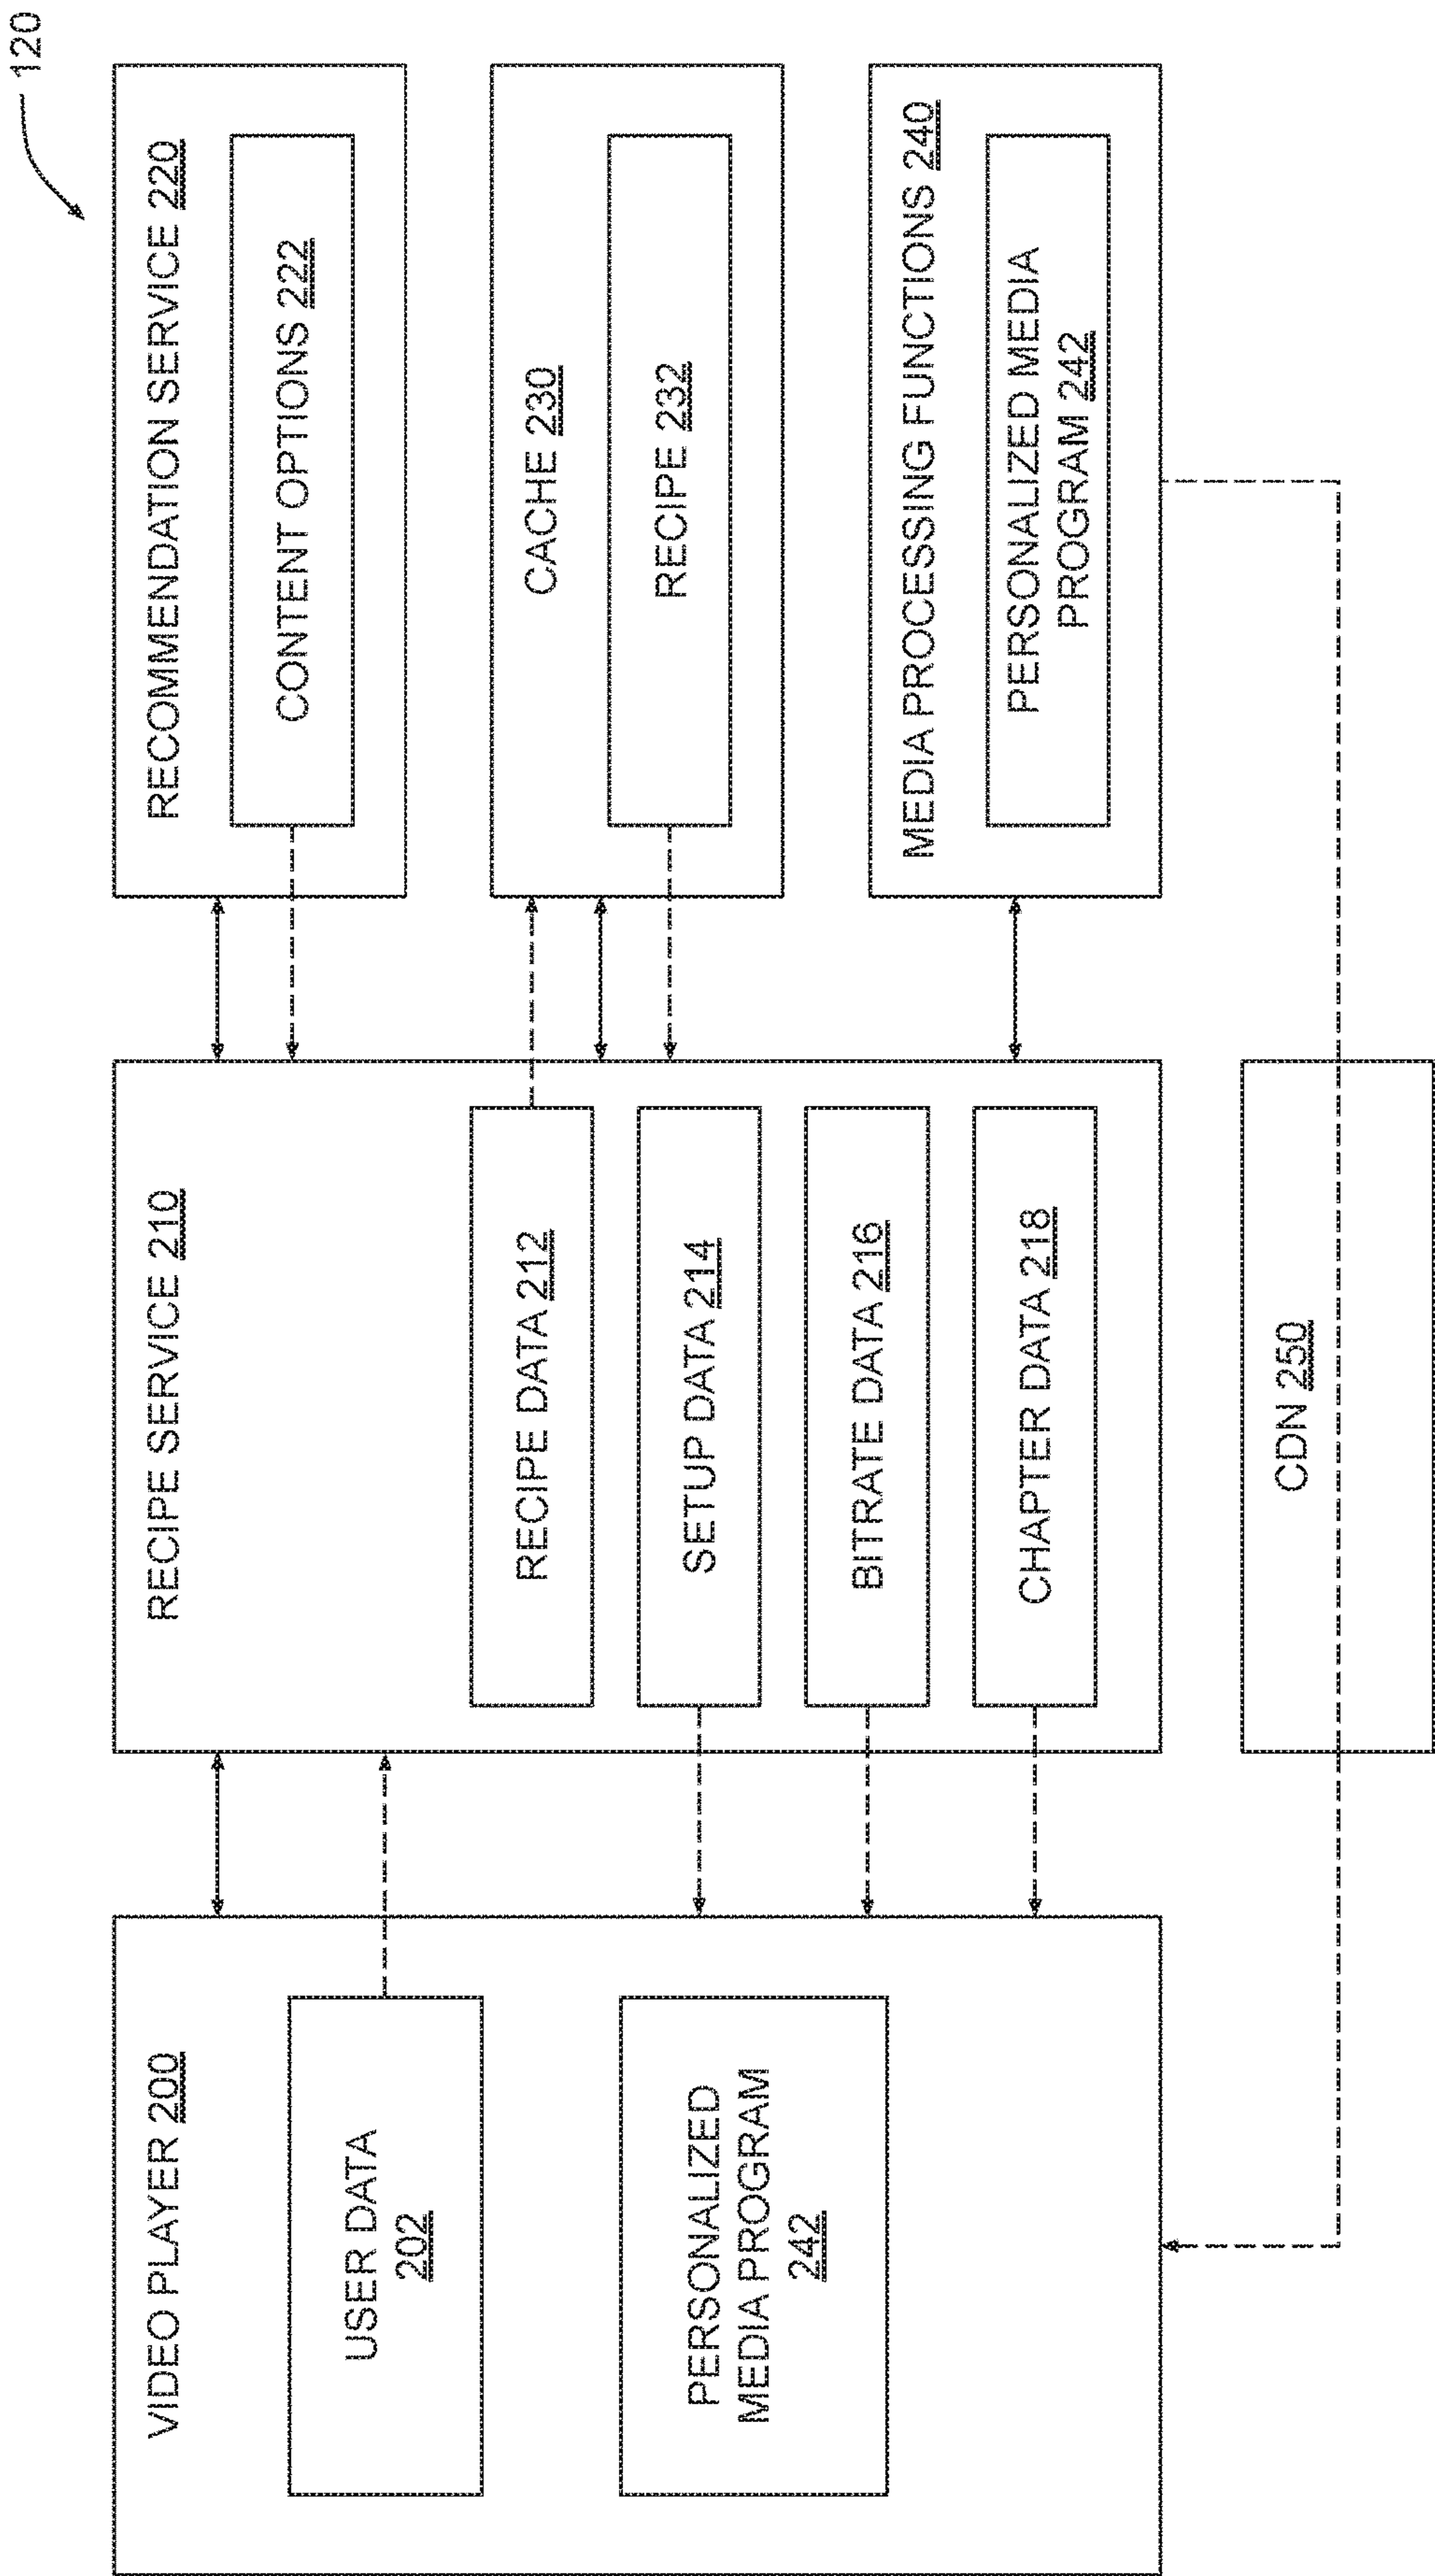 120
VIDEO PLAYER 200
USER DATA
202
PERSONALIZED
MEDIA PROGRAM
242
RECIPE SERVICE 210
RECIPE DATA 212
SETUP DATA 214
BITRATE DATA 216
CHAPTER DATA 218
CDN 250
RECOMMENDATION SERVICE 220
CONTENT OPTIONS 222
CACHE 230
RECIPE 232
MEDIA PROCESSING FUNCTIONS 240
PERSONALIZED MEDIA
PROGRAM 242